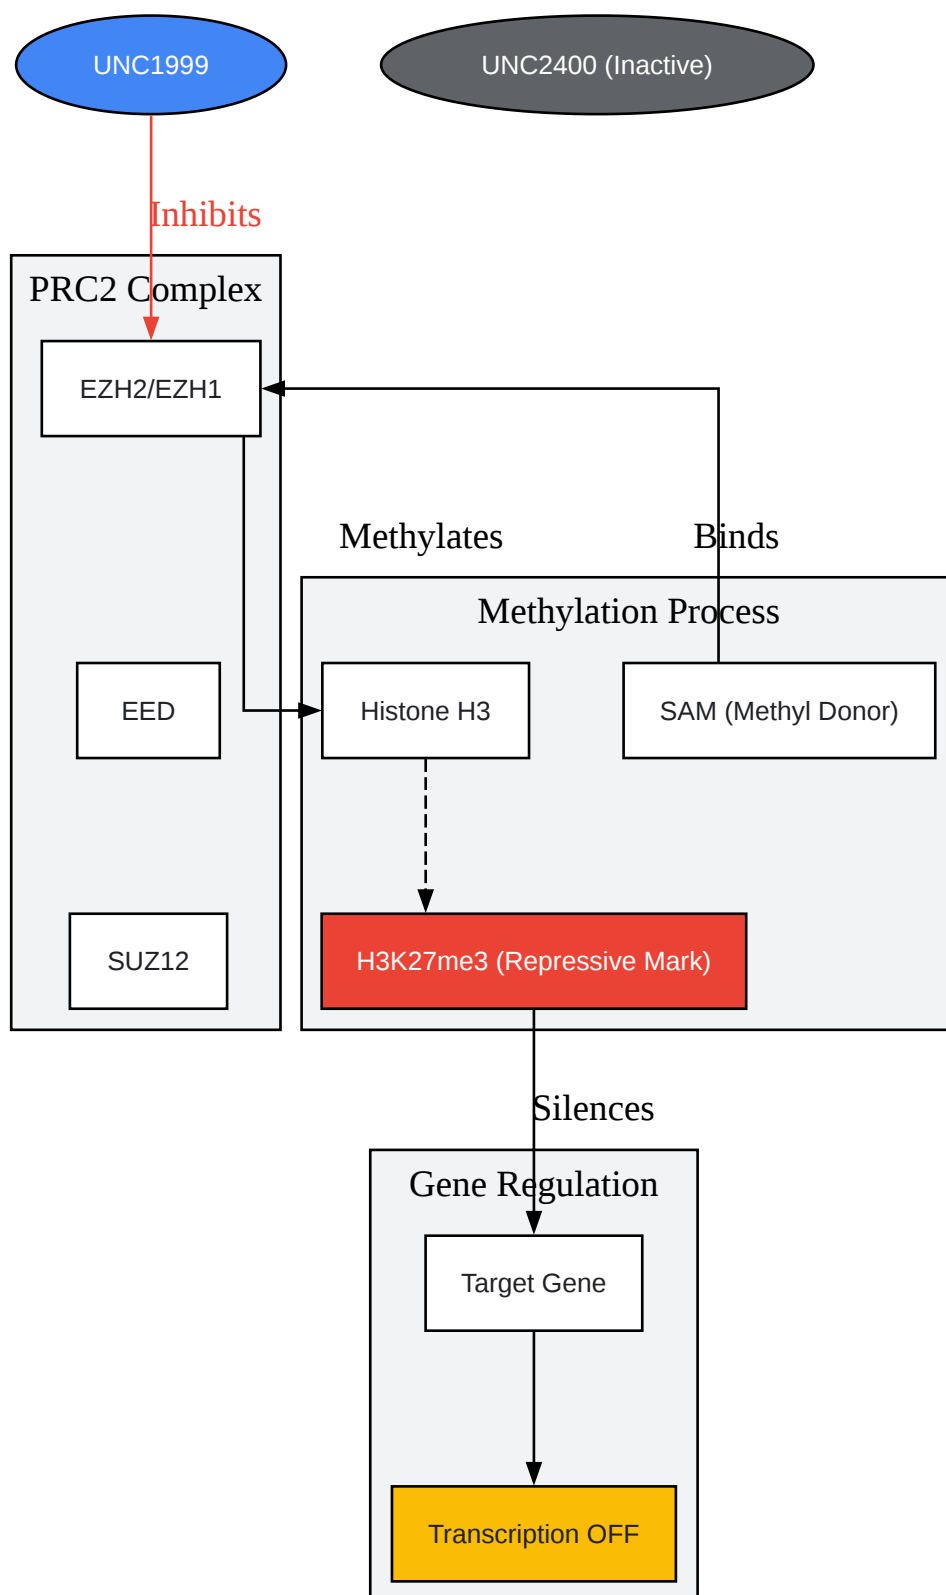 UNC1999
UNC2400 (Inactive)
Inhibits
PRC2 Complex
EZH2/EZH1
Methylates
Binds
Methylation Process
EED
Histone H3
SAM (Methyl Donor)
SUZ12
H3K27me3 (Repressive Mark)
Silences
Gene Regulation
Target Gene
Transcription OFF